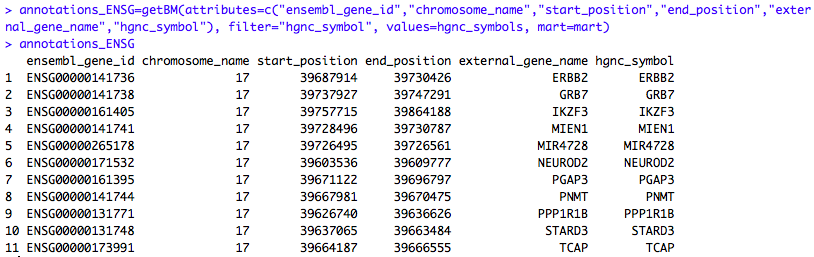 > annotations_ENSG=getBM(attributes=c("ensembl_gene_id","chromosome_name","start_position","end_position","exter
nal_gene_name","hgnc_symbol"), filter="hgnc_symbol", values=hgnc_symbols, mart=mart)
> annotations_ENSG
ensembl_gene_id chromosome_name start_position end_position external_gene_name hgnc_symbol
1 ENSG00000141736 17 39687914 39730426 ERBB2 ERBB2
2 ENSG00000141738 17 39737927 39747291 GRB7 GRB7
3 ENSG00000161405 17 39757715 39864188 IKZF3 IKZF3
4 ENSG00000141741 17 39728496 39730787 MIEN1 MIEN1
5 ENSG00000265178 17 39726495 39726561 MIR4728 MIR4728
6 ENSG00000171532 17 39603536 39609777 NEUROD2 NEUROD2
7 ENSG00000161395 17 39671122 39696797 PGAP3 PGAP3
8 ENSG00000141744 17 39667981 39670475 PNMT PNMT
9 ENSG00000131771 17 39626740 39636626 PPP1R1B PPP1R1B
10 ENSG00000131748 17 39637065 39663484 STARD3 STARD3
11 ENSG00000173991 17 39664187 39666555 TCAP TCAP